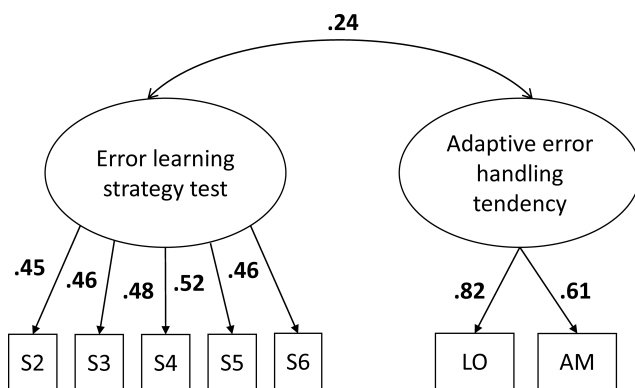 .24
Error learning
strategy test
Adaptive error
handling
tendency
.45
.46
.48
.52
.46
.82
.61
S2
S3
S4
S5
S6
LO
AM